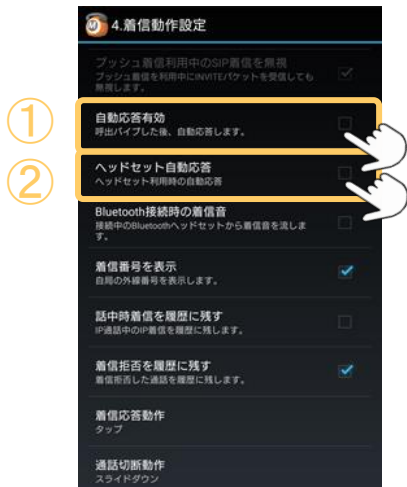 4.着信動作設定
プッシュ着信利用中のSIP着信を無視
プッシュ着信を利用中にINVITEパケットを受信しても
無視します。
①
自動応答有効
呼出バイブした後、自動応答します。
②
ヘッドセット自動応答
ヘッドセット利用時の自動応答
Bluetooth接続時の着信音
接続中のBluetoothヘッドセットから着信音を流しま
す。
着信番号を表示
自局の外線番号を表示します。
話中時着信を履歴に残す
IP通話中のIP着信を履歴に残します。
着信拒否を履歴に残す
着信拒否した通話を履歴に残します。
着信応答動作
タップ
通話切断動作
スライドダウン